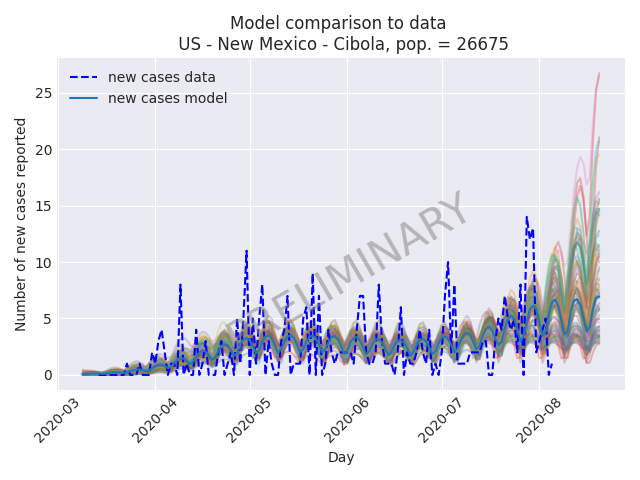 Model comparison to data
US - New Mexico - Cibola, pop. = 26675
new cases data
new cases model
PRELIMINARY
Number of new cases reported
25
20
15
10
5
0
2020-03
2020-04
2020-05
2020-06
2020-07
2020-08
Day